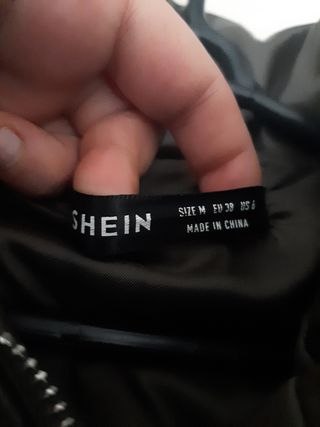 SHEIN
SIZE M EU 38 US 6
MADE IN CHINA